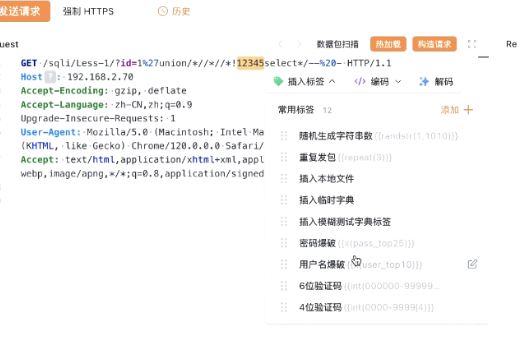 发送请求 强制 HTTPS 历史
uest 数据包扫描 热加载 构造请求 Re
GET /sqli/Less-1/?id=1%27union/*//*//*!12345select*/--%20- HTTP/1.1
Host ? : 192.168.2.70
Accept-Encoding: gzip, deflate
Accept-Language: zh-CN,zh;q=0.9
Upgrade-Insecure-Requests: 1
User-Agent: Mozilla/5.0 (Macintosh; Intel Ma
(KHTML, like Gecko) Chrome/120.0.0.0 Safari/
Accept: text/html,application/xhtml+xml,appl
webp,image/apng,*/*;q=0.8,application/signed
插入标签 编码 解码
常用标签 12 添加
随机生成字符串数{{randstr(1,1010)}}
重复发包{{repeat(3)}}
插入本地文件
插入临时字典
插入模糊测试字典标签
密码爆破{{x(pass_top25)}}
用户名爆破 user_top10)}}
6位验证码{{int(000000-99999...
4位验证码{{int(0000-9999|4)}}